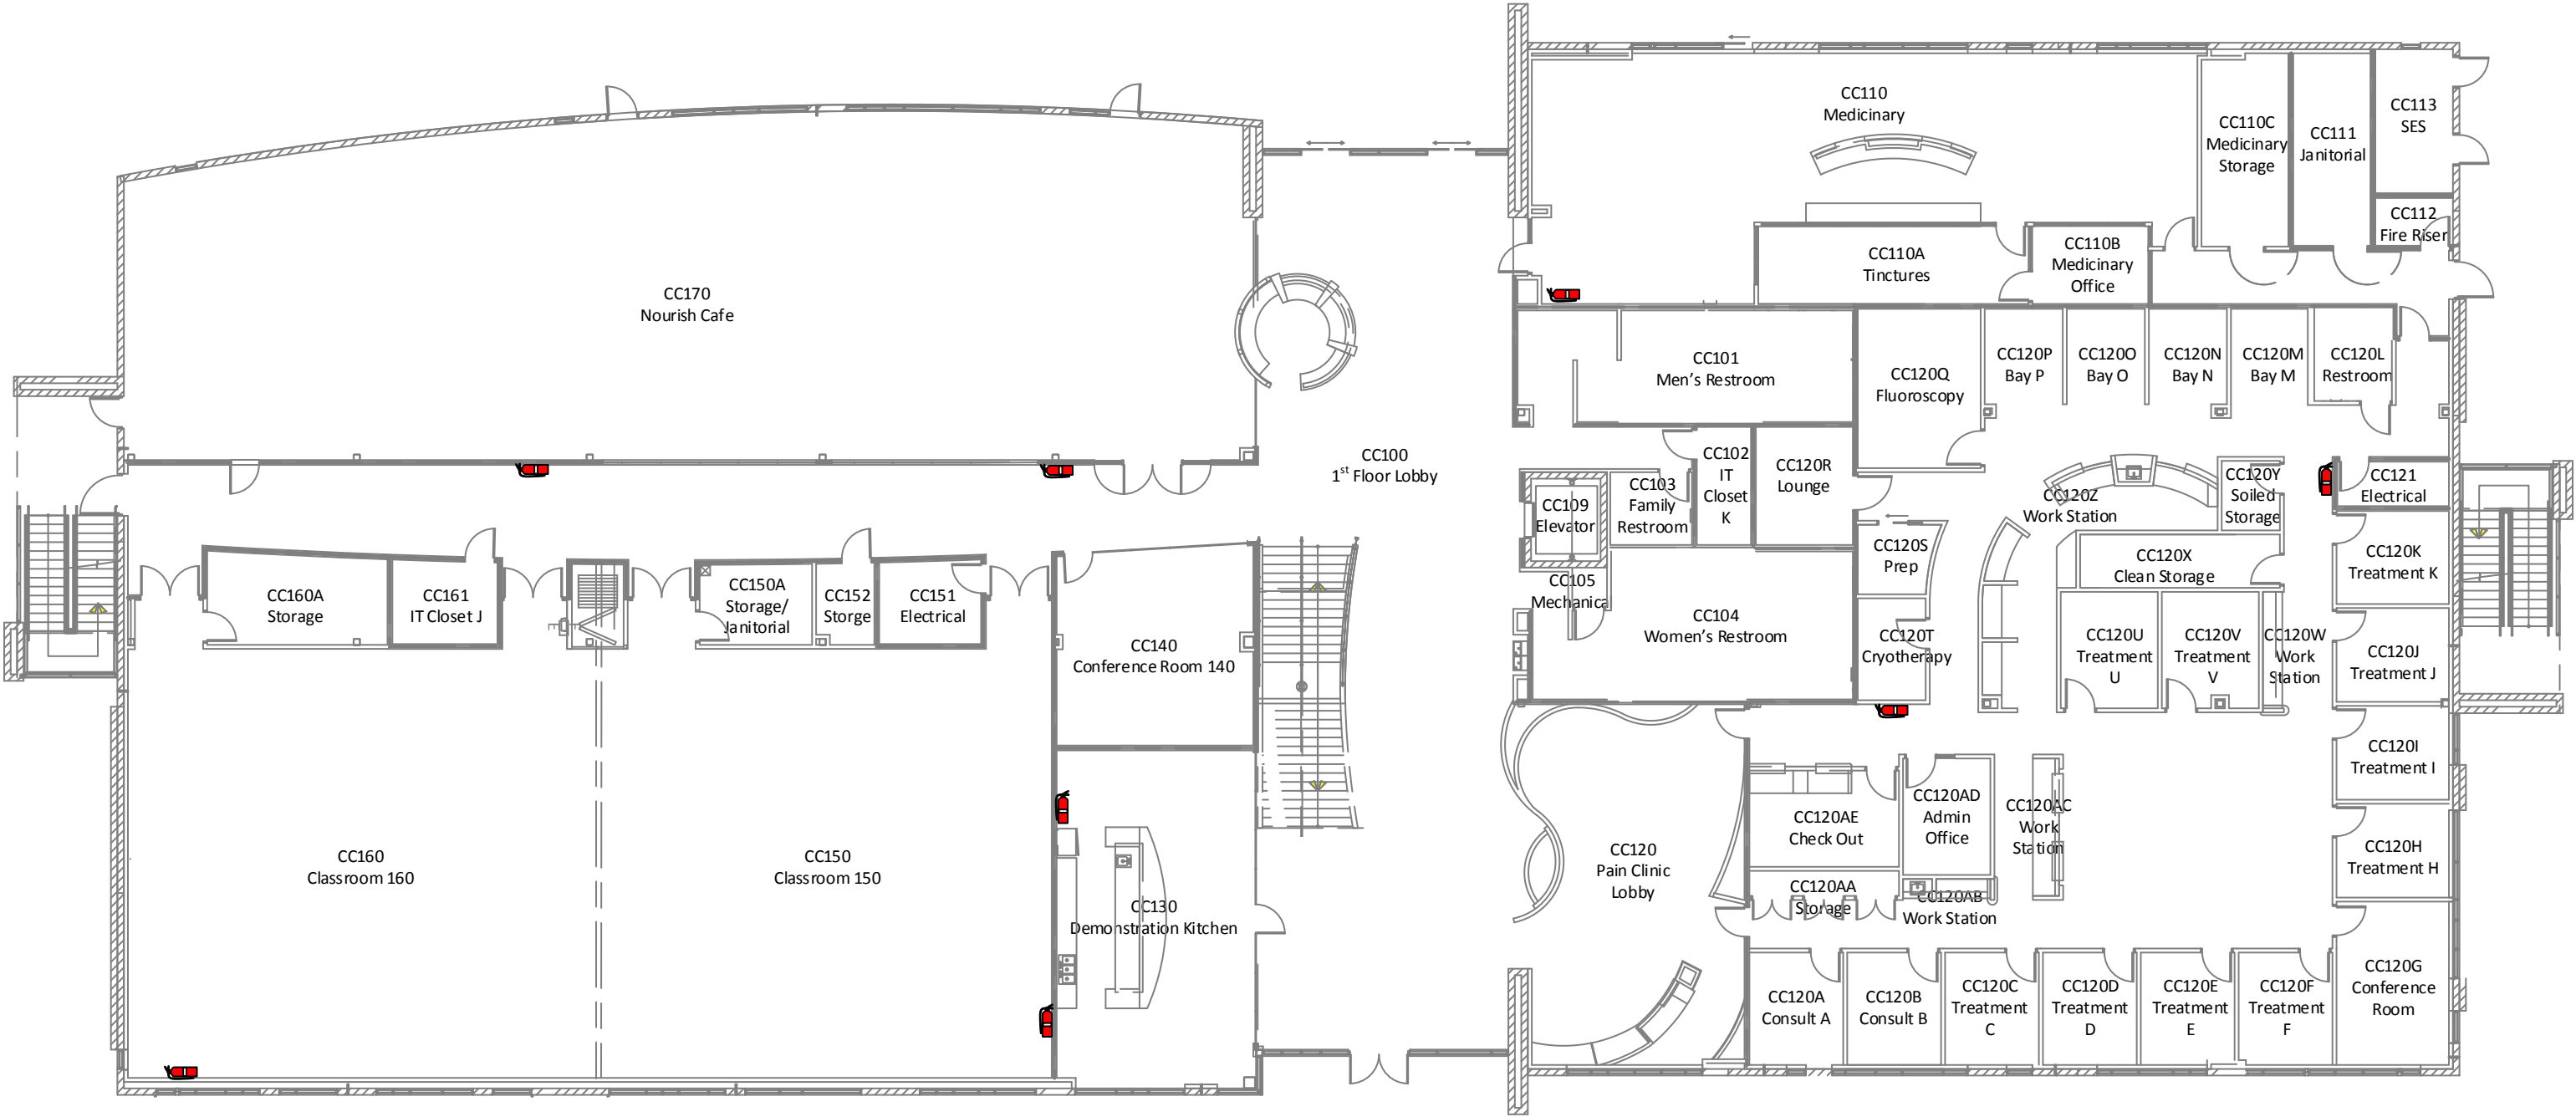 CC110
Medicinary
CC113
SES
CC110C
Medicinary
Storage
CC111
Janitorial
CC112
Fire Riser
CC110A
Tinctures
CC110B
Medicinary
Office
CC170
Nourish Cafe
CC101
Men's Restroom
CC120Q
Fluoroscopy
CC120P
Bay P
CC120O
Bay O
CC120N
Bay N
CC120M
Bay M
CC120L
Restroom
CC100
1st Floor Lobby
CC102
IT
Closet
K
CC120R
Lounge
CC103
Family
Restroom
CC109
Elevator
CC120Z
Work Station
CC120Y
Soiled
Storage
CC121
Electrical
CC120S
Prep
CC120X
Clean Storage
CC120K
Treatment K
CC160A
Storage
CC161
IT Closet J
CC150A
Storage/
Janitorial
CC152
Storge
CC151
Electrical
CC140
Conference Room 140
CC105
Mechanical
CC104
Women's Restroom
CC120T
Cryotherapy
CC120U
Treatment
U
CC120V
Treatment
V
CC120W
Work
Station
CC120J
Treatment J
CC120I
Treatment I
CC120AE
Check Out
CC120AD
Admin
Office
CC120AC
Work
Station
CC120H
Treatment H
CC160
Classroom 160
CC150
Classroom 150
CC130
Demonstration Kitchen
CC120
Pain Clinic
Lobby
CC120AA
Storage
CC120AB
Work Station
CC120A
Consult A
CC120B
Consult B
CC120C
Treatment
C
CC120D
Treatment
D
CC120E
Treatment
E
CC120F
Treatment
F
CC120G
Conference
Room